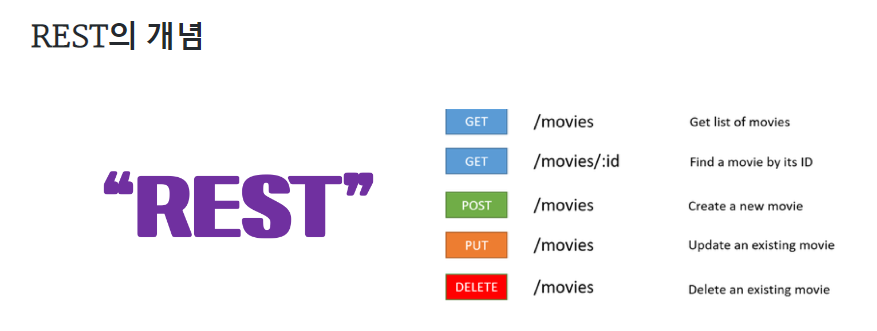 REST의 개념
“REST”
GET /movies Get list of movies
GET /movies/:id Find a movie by its ID
POST /movies Create a new movie
PUT /movies Update an existing movie
DELETE /movies Delete an existing movie